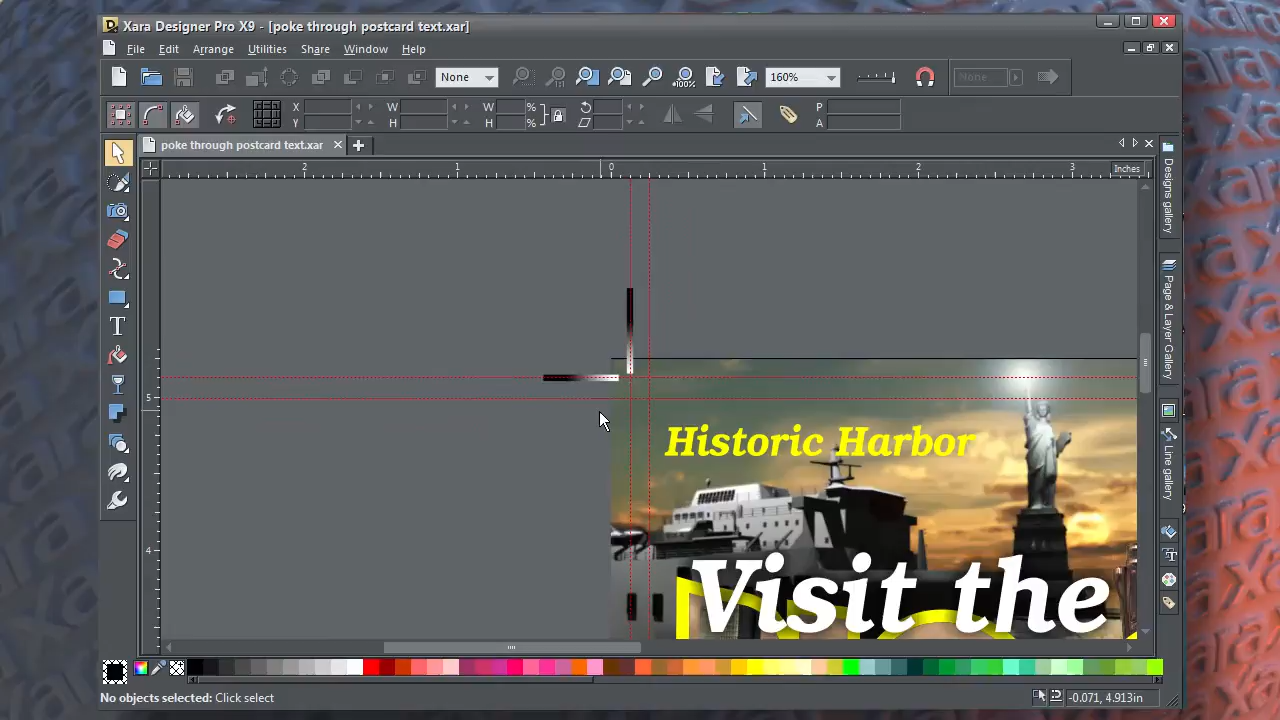 Xara Designer Pro X9 - [poke through postcard text.xar]
File Edit Arrange Utilities Share Window Help
None 160% None
X W W % P
Y H H % A
poke through postcard text.xar
2 1 0 1 2 3 Inches
5
4
Designs gallery
Page & Layer Gallery
Line gallery
Historic Harbor
Visit the
No objects selected: Click select
-0.071, 4.913in